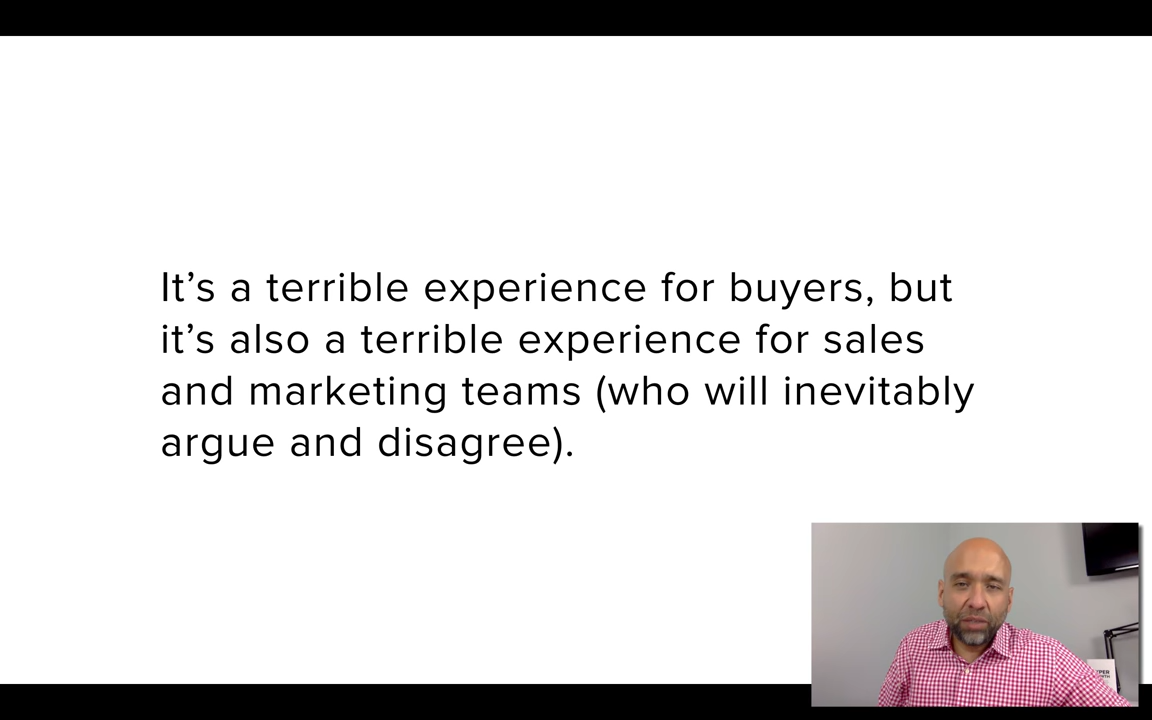 It’s a terrible experience for buyers, but
it’s also a terrible experience for sales
and marketing teams (who will inevitably
argue and disagree).